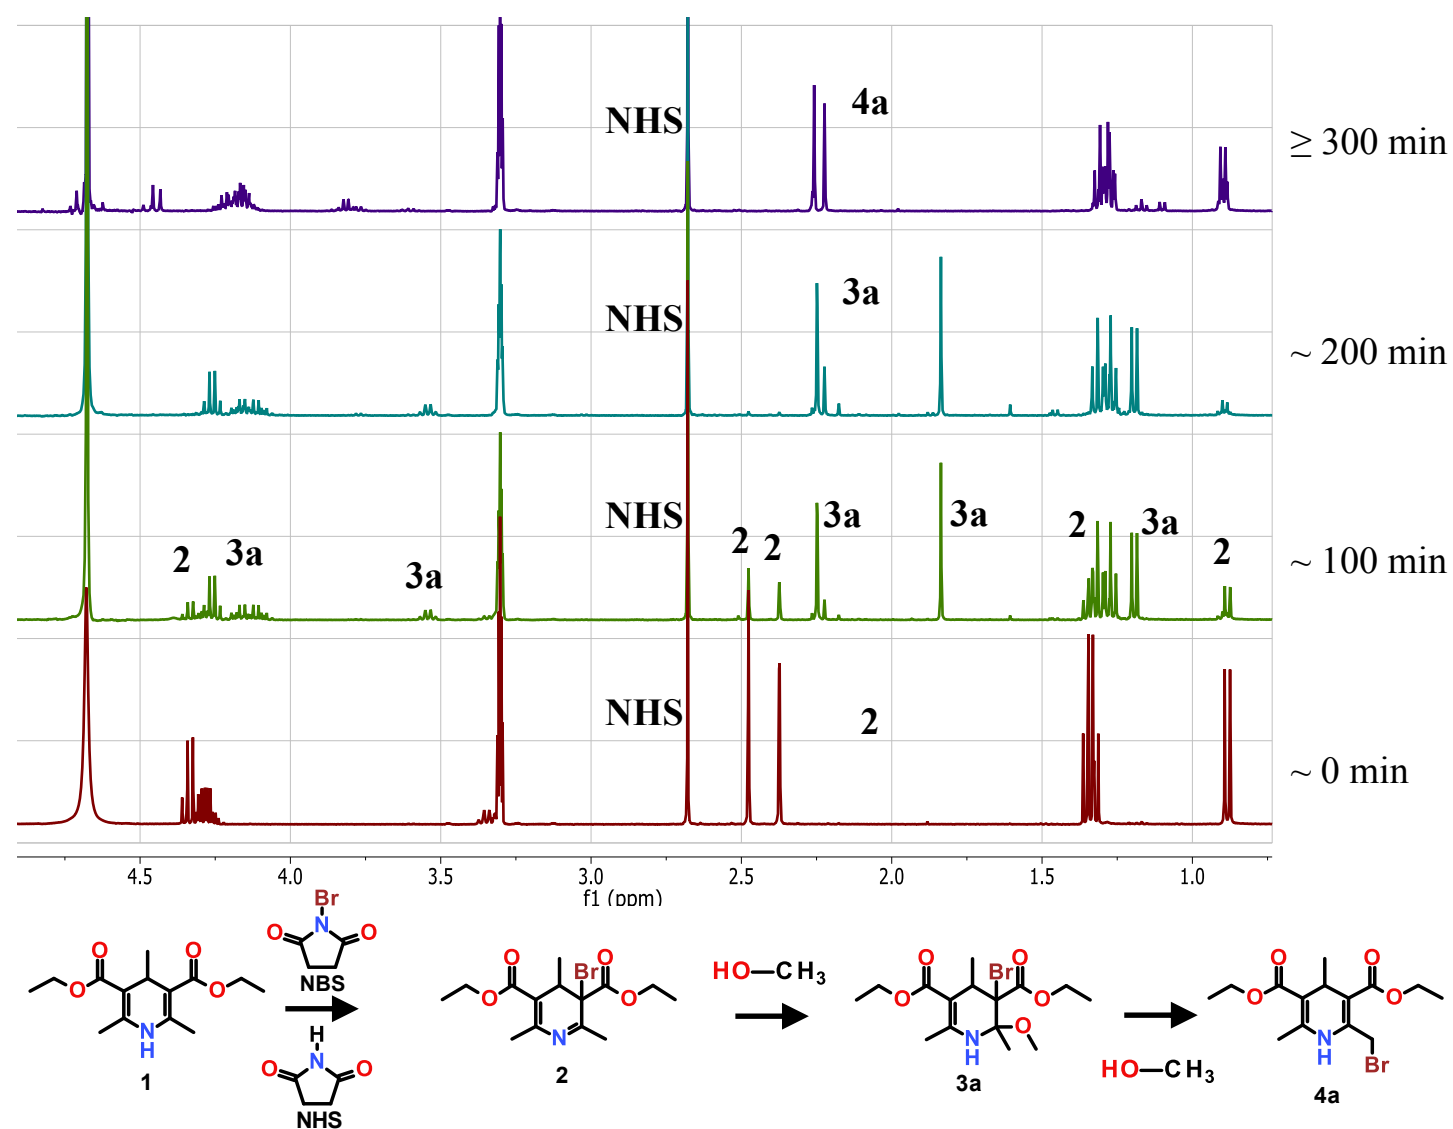 NHS 4a ≥ 300 min
NHS 3a ~ 200 min
2 3a 3a NHS 2 2 3a 3a 2 3a 2 ~ 100 min
NHS 2 ~ 0 min
4.5 4.0 3.5 3.0 2.5 2.0 1.5 1.0
f1 (ppm)
Br
N
O O
NBS
H
N
O O
NHS
O O
O O
N
H
1
O Br O
O O
N
2
HO CH3
O Br O
O O
N O
H
3a
HO CH3
O O
O O
N
H Br
4a